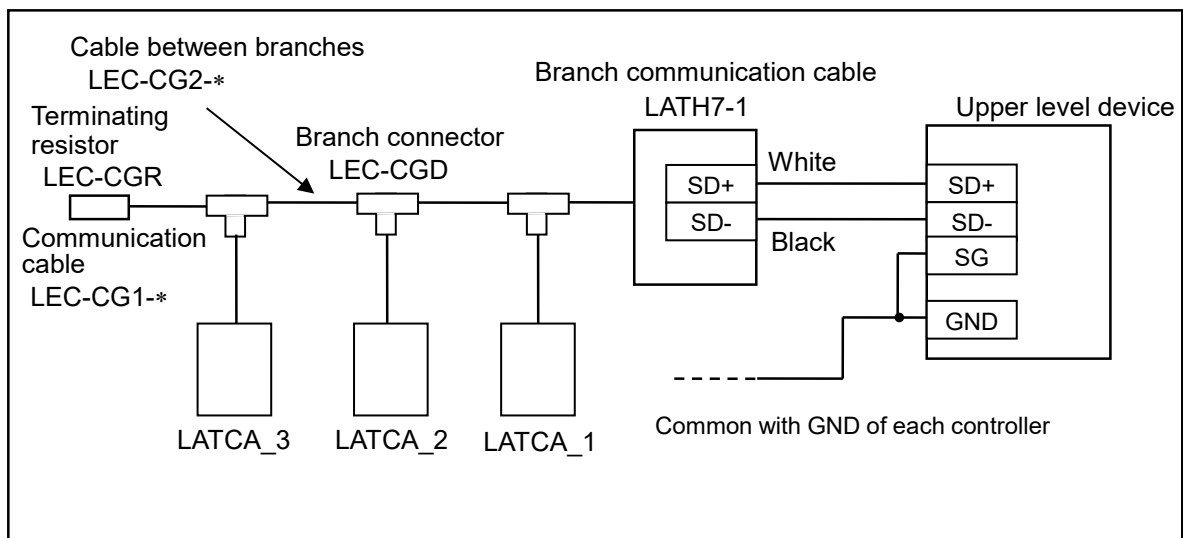 Cable between branches
LEC-CG2-*
Terminating
resistor
LEC-CGR
Branch connector
LEC-CGD
Branch communication cable
LATH7-1
Upper level device
SD+
SD-
White
Black
SD+
SD-
SG
GND
Communication
cable
LEC-CG1-*
LATCA_3
LATCA_2
LATCA_1
Common with GND of each controller